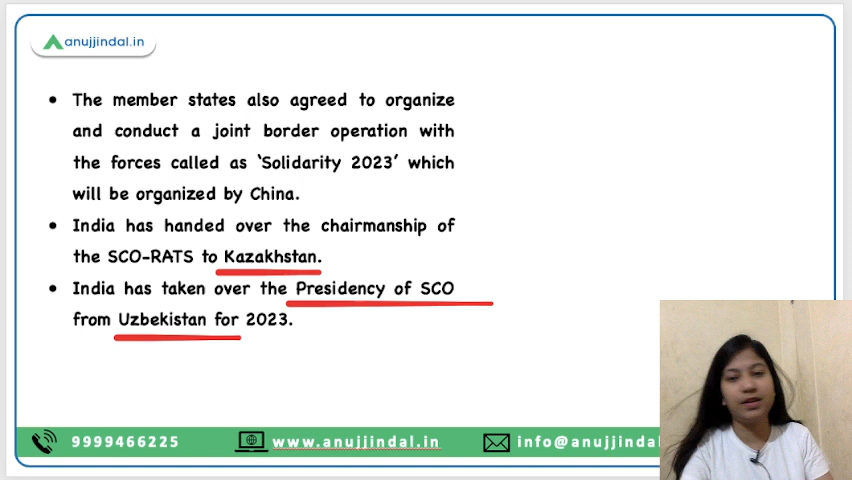 anujjindal.in
• The member states also agreed to organize
and conduct a joint border operation with
the forces called as ‘Solidarity 2023’ which
will be organized by China.
• India has handed over the chairmanship of
the SCO-RATS to Kazakhstan.
• India has taken over the Presidency of SCO
from Uzbekistan for 2023.
9999466225 www.anujjindal.in info@anujjindal